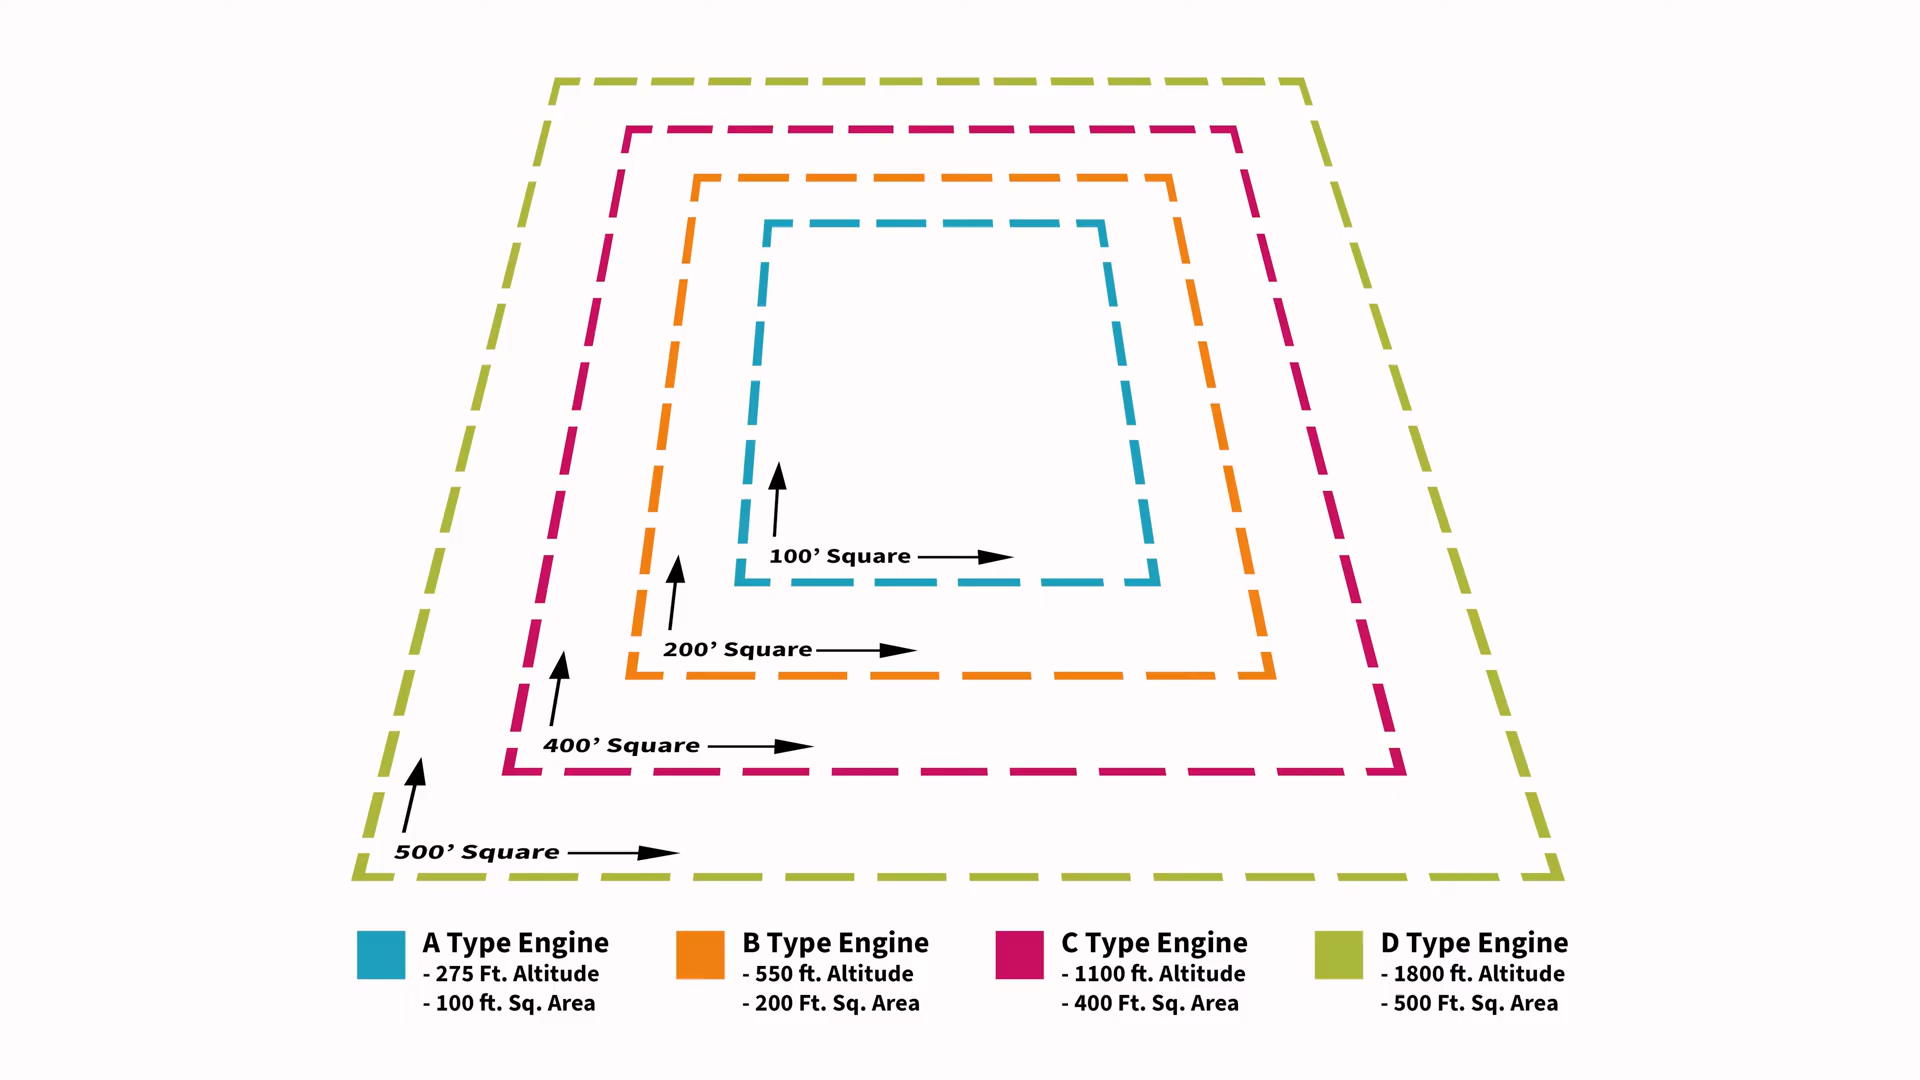 100’ Square
200’ Square
400’ Square
500’ Square
A Type Engine
- 275 Ft. Altitude
- 100 ft. Sq. Area
B Type Engine
- 550 ft. Altitude
- 200 Ft. Sq. Area
C Type Engine
- 1100 ft. Altitude
- 400 Ft. Sq. Area
D Type Engine
- 1800 ft. Altitude
- 500 Ft. Sq. Area